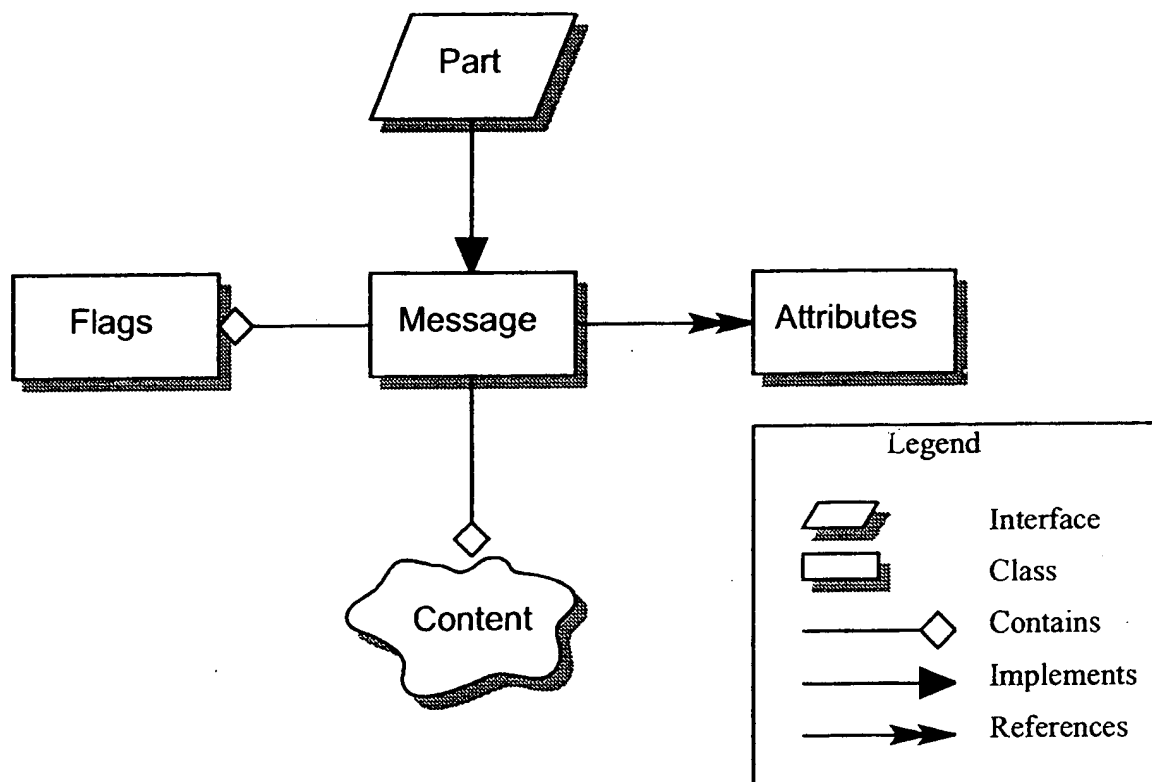 Part
Flags
Message
Attributes
Content
Legend
Interface
Class
Contains
Implements
References